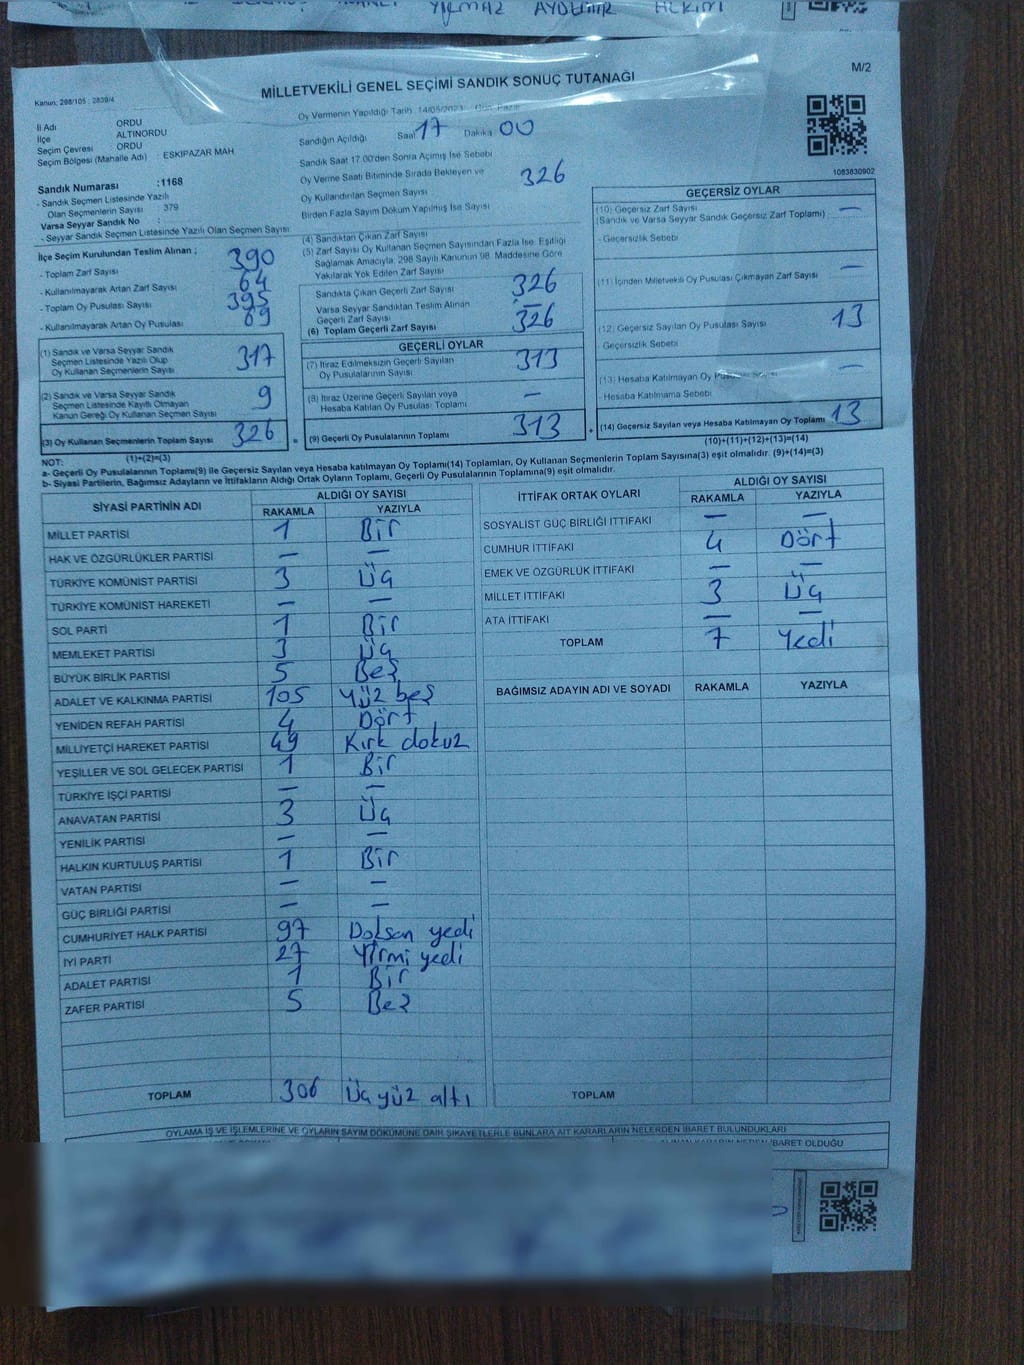 YILMAZ AYDEMİR HEKİM
MİLLETVEKİLİ GENEL SEÇİMİ SANDIK SONUÇ TUTANAĞI
M/2
Kanun: 298/105 : 2839/4
İl Adı ORDU
İlçe ALTINORDU
Seçim Çevresi ORDU
Seçim Bölgesi (Mahalle Adı) : ESKİPAZAR MAH.
Sandık Numarası :1168
- Sandık Seçmen Listesinde Yazılı
Olan Seçmenlerin Sayısı : 379
Varsa Seyyar Sandık No :
- Seyyar Sandık Seçmen Listesinde Yazılı Olan Seçmen Sayısı
Oy Vermenin Yapıldığı Tarih: 14/05/2023 Gün: Pazar
Sandığın Açıldığı Saat 17 Dakika 00
Sandık Saat 17.00'den Sonra Açılmış İse Sebebi
Oy Verme Saati Bitiminde Sırada Bekleyen ve
Oy Kullandırılan Seçmen Sayısı
Birden Fazla Sayım Döküm Yapılmış İse Sayısı
1083830902
İlçe Seçim Kurulundan Teslim Alınan ;
- Toplam Zarf Sayısı 390
- Kullanılmayarak Artan Zarf Sayısı 64
- Toplam Oy Pusulası Sayısı 395
- Kullanılmayarak Artan Oy Pusulası 69
(1) Sandık ve Varsa Seyyar Sandık
Seçmen Listesinde Yazılı Olup
Oy Kullanan Seçmenlerin Sayısı 317
(2) Sandık ve Varsa Seyyar Sandık
Seçmen Listesinde Kayıtlı Olmayan
Kanun Gereği Oy Kullanan Seçmen Sayısı 9
(3) Oy Kullanan Seçmenlerin Toplam Sayısı 326
(1)+(2)=(3)
(4) Sandıktan Çıkan Zarf Sayısı 326
(5) Zarf Sayısı Oy Kullanan Seçmen Sayısından Fazla İse, Eşitliği
Sağlamak Amacıyla, 298 Sayılı Kanunun 98. Maddesine Göre
Yakılarak Yok Edilen Zarf Sayısı
Sandıkta Çıkan Geçerli Zarf Sayısı 326
Varsa Seyyar Sandıktan Teslim Alınan
Geçerli Zarf Sayısı —
(6) Toplam Geçerli Zarf Sayısı 326
GEÇERLİ OYLAR
(7) İtiraz Edilmeksizin Geçerli Sayılan
Oy Pusulalarının Sayısı 313
(8) İtiraz Üzerine Geçerli Sayılan veya
Hesaba Katılan Oy Pusulası Toplamı —
= (9) Geçerli Oy Pusulalarının Toplamı 313
GEÇERSİZ OYLAR
(10) Geçersiz Zarf Sayısı
(Sandık ve Varsa Seyyar Sandık Geçersiz Zarf Toplamı) —
- Geçersizlik Sebebi
(11) İçinden Milletvekili Oy Pusulası Çıkmayan Zarf Sayısı —
(12) Geçersiz Sayılan Oy Pusulası Sayısı 13
Geçersizlik Sebebi
(13) Hesaba Katılmayan Oy Pusulası Sayısı —
Hesaba Katılmama Sebebi
+ (14) Geçersiz Sayılan veya Hesaba Katılmayan Oy Toplamı 13
(10)+(11)+(12)+(13)=(14)
NOT:
a- Geçerli Oy Pusulalarının Toplamı(9) ile Geçersiz Sayılan veya Hesaba katılmayan Oy Toplamı(14) Toplamları, Oy Kullanan Seçmenlerin Toplam Sayısına(3) eşit olmalıdır. (9)+(14)=(3)
b- Siyasi Partilerin, Bağımsız Adayların ve İttifakların Aldığı Ortak Oyların Toplamı, Geçerli Oy Pusulalarının Toplamına(9) eşit olmalıdır.
SİYASİ PARTİNİN ADI ALDIĞI OY SAYISI
RAKAMLA YAZIYLA
MİLLET PARTİSİ 1 Bir
HAK VE ÖZGÜRLÜKLER PARTİSİ — —
TÜRKİYE KOMÜNİST PARTİSİ 3 Üç
TÜRKİYE KOMÜNİST HAREKETİ — —
SOL PARTİ 1 Bir
MEMLEKET PARTİSİ 3 Üç
BÜYÜK BİRLİK PARTİSİ 5 Beş
ADALET VE KALKINMA PARTİSİ 105 Yüz beş
YENİDEN REFAH PARTİSİ 4 Dört
MİLLİYETÇİ HAREKET PARTİSİ 49 Kırk dokuz
YEŞİLLER VE SOL GELECEK PARTİSİ 1 Bir
TÜRKİYE İŞÇİ PARTİSİ — —
ANAVATAN PARTİSİ 3 Üç
YENİLİK PARTİSİ — —
HALKIN KURTULUŞ PARTİSİ 1 Bir
VATAN PARTİSİ — —
GÜÇ BİRLİĞİ PARTİSİ — —
CUMHURİYET HALK PARTİSİ 97 Doksan yedi
İYİ PARTİ 27 Yirmi yedi
ADALET PARTİSİ 1 Bir
ZAFER PARTİSİ 5 Beş
TOPLAM 306 Üç yüz altı
İTTİFAK ORTAK OYLARI ALDIĞI OY SAYISI
RAKAMLA YAZIYLA
SOSYALİST GÜÇ BİRLİĞİ İTTİFAKI — —
CUMHUR İTTİFAKI 4 Dört
EMEK VE ÖZGÜRLÜK İTTİFAKI — —
MİLLET İTTİFAKI 3 Üç
ATA İTTİFAKI — —
TOPLAM 7 Yedi
BAĞIMSIZ ADAYIN ADI VE SOYADI RAKAMLA YAZIYLA
TOPLAM
OYLAMA İŞ VE İŞLEMLERİNE VE OYLARIN SAYIM DÖKÜMÜNE DAİR ŞİKAYETLERLE BUNLARA AİT KARARLARIN NELERDEN İBARET BULUNDUKLARI
ALINAN KARARIN NEDEN İBARET OLDUĞU